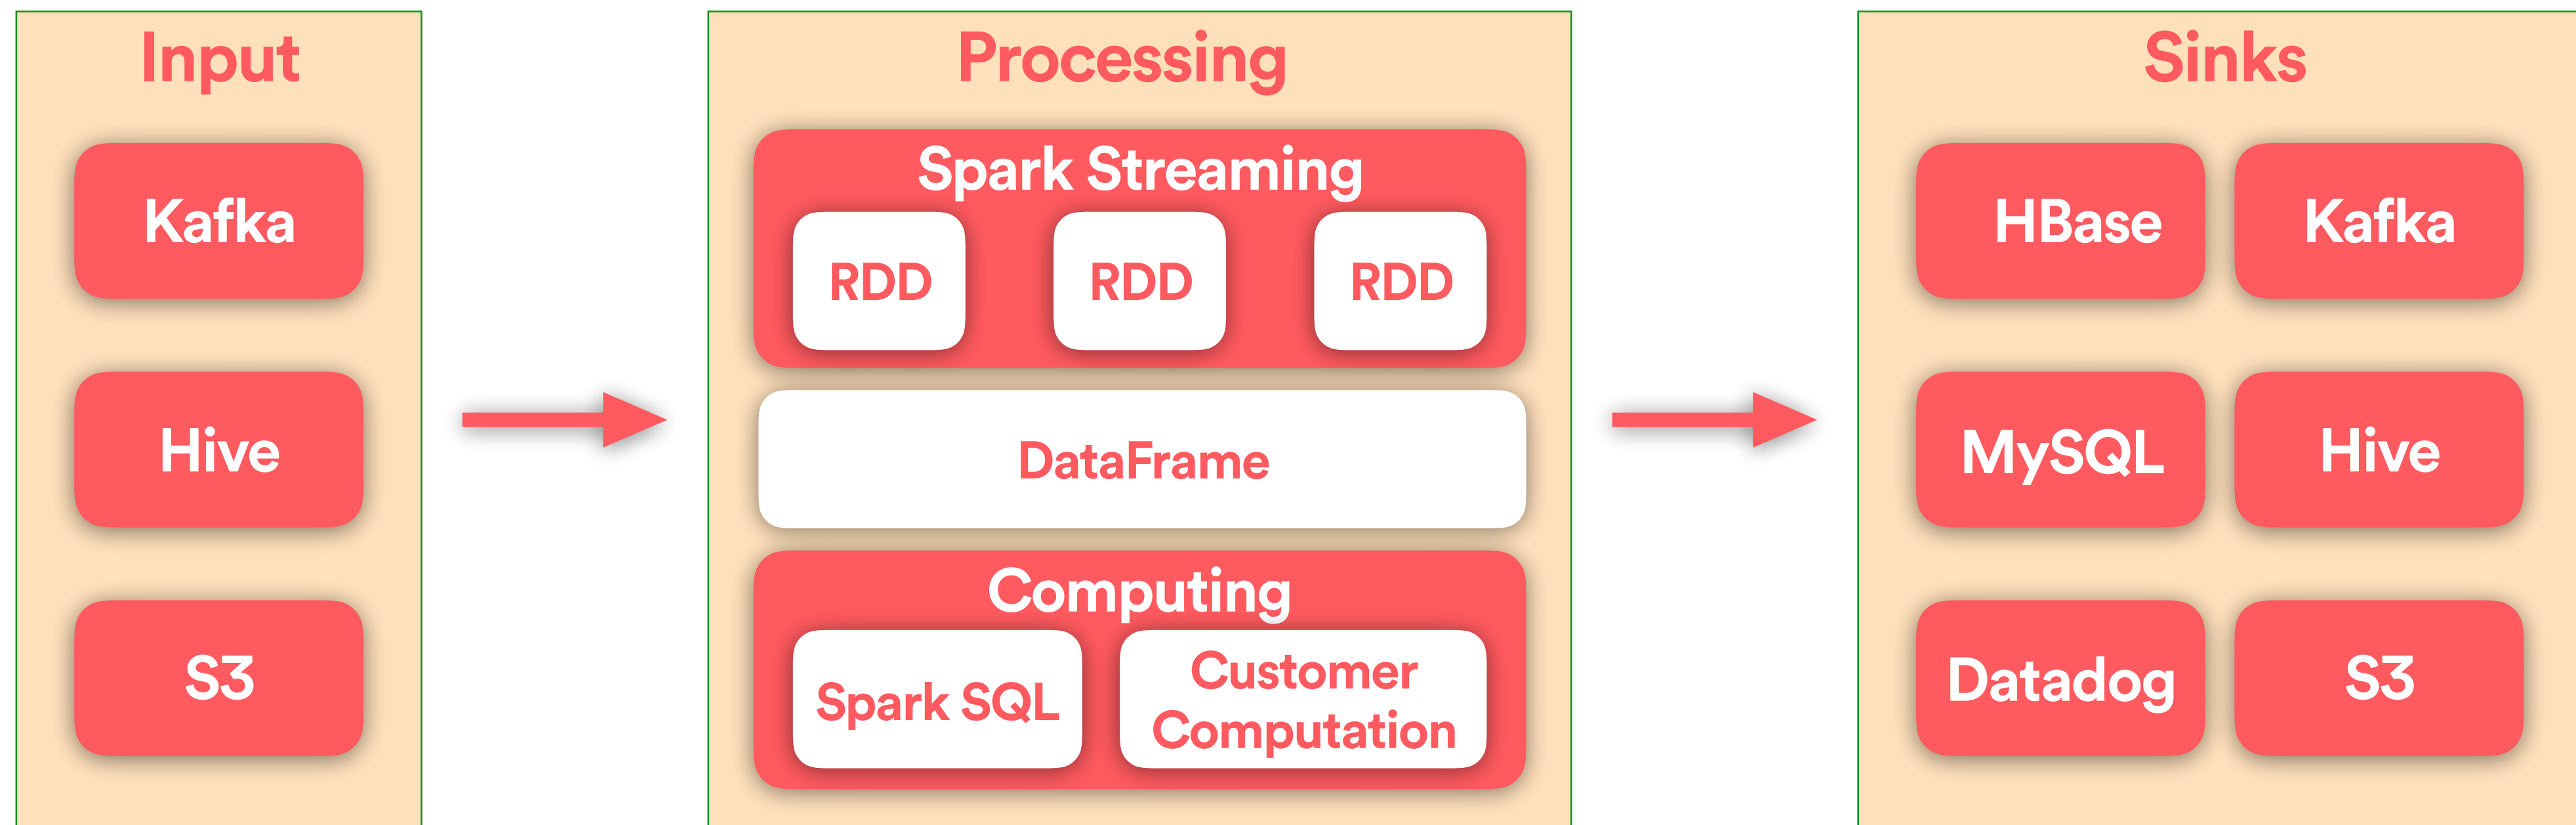 Input
Kafka
Hive
S3
Processing
Spark Streaming
RDD
RDD
RDD
DataFrame
Computing
Spark SQL
Customer
Computation
Sinks
HBase
Kafka
MySQL
Hive
Datadog
S3